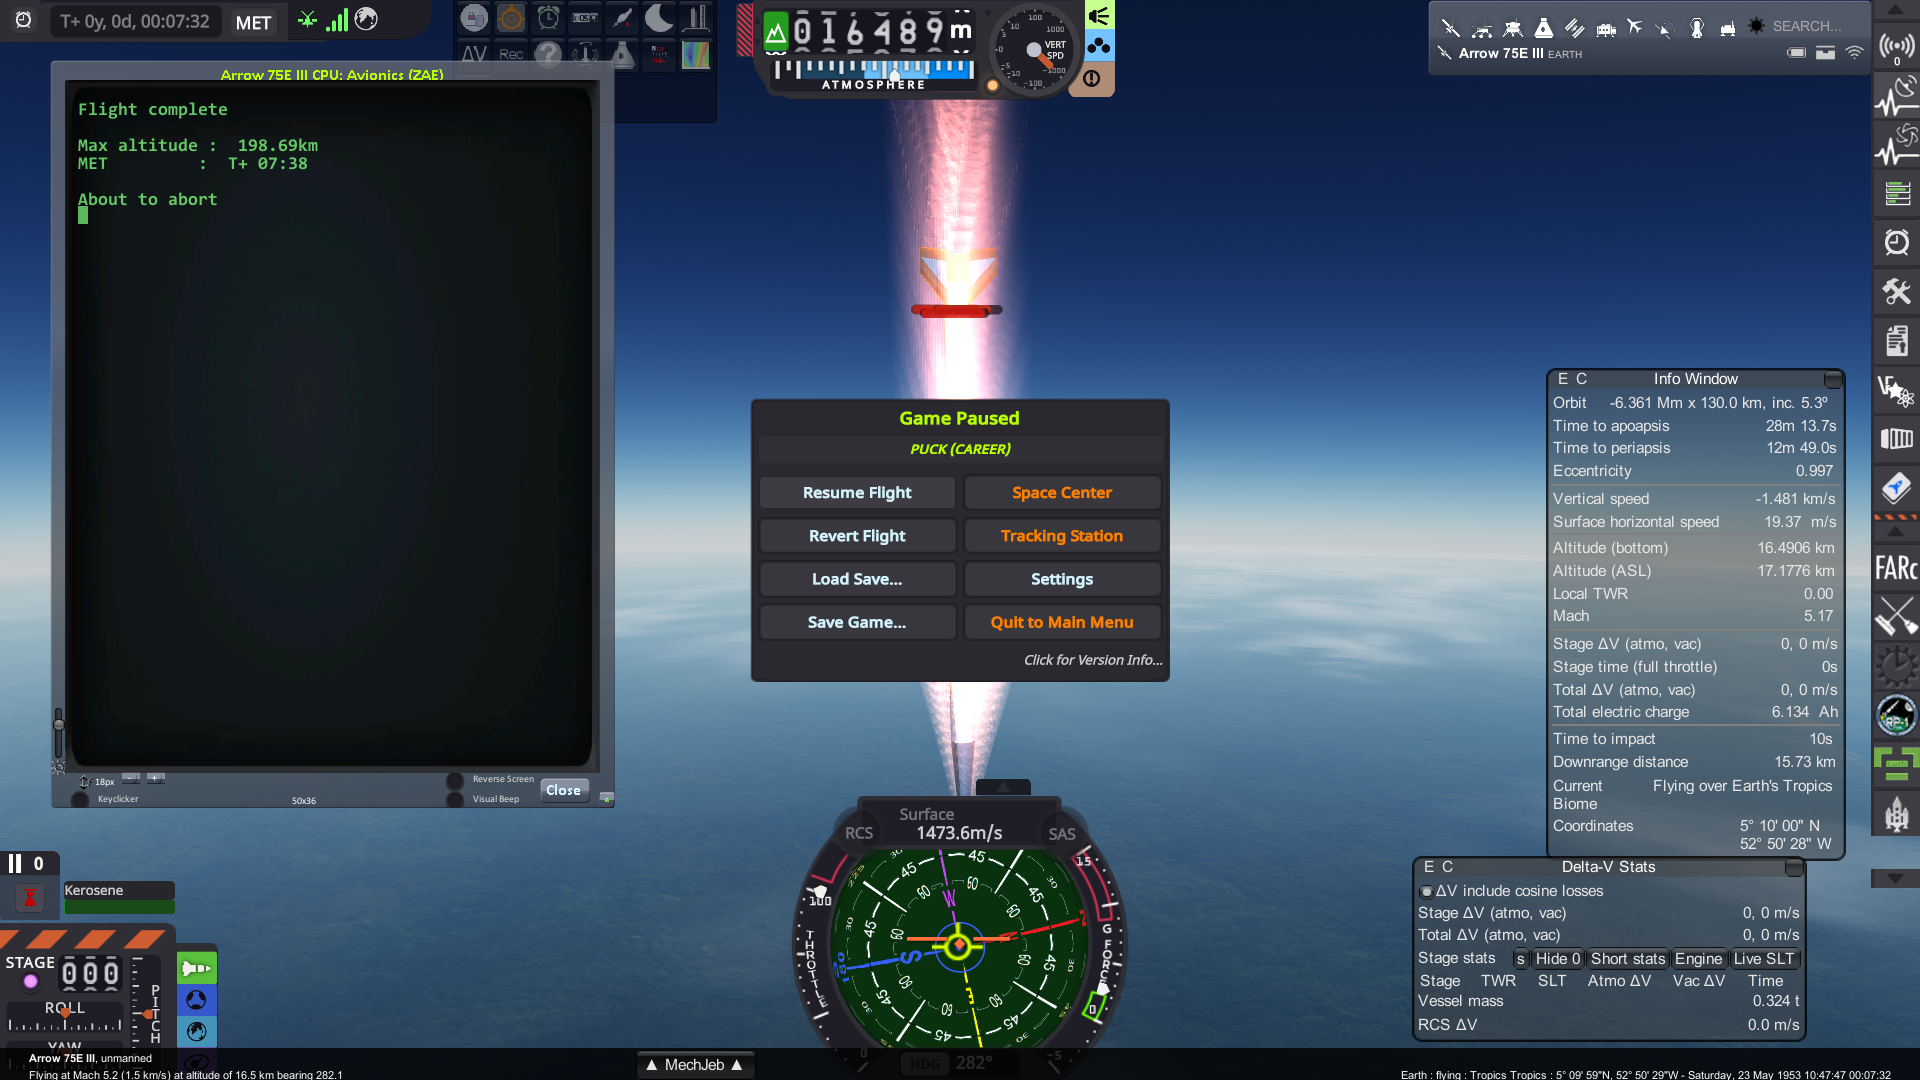 T+ 0y, 0d, 00:07:32
MET
ΔV
Rec
016489 m
ATMOSPHERE
VERT
SPD
SEARCH...
Arrow 75E III EARTH
0
Arrow 75E III CPU: Avionics (ZAE)
Flight complete
Max altitude : 198.69km
MET : T+ 07:38
About to abort
18px
Keyclicker
50x36
Reverse Screen
Visual Beep
Close
Game Paused
PUCK (CAREER)
Resume Flight
Space Center
Revert Flight
Tracking Station
Load Save...
Settings
Save Game...
Quit to Main Menu
Click for Version Info...
FARc
RP-1
E C Info Window
Orbit -6.361 Mm x 130.0 km, inc. 5.3º
Time to apoapsis 28m 13.7s
Time to periapsis 12m 49.0s
Eccentricity 0.997
Vertical speed -1.481 km/s
Surface horizontal speed 19.37 m/s
Altitude (bottom) 16.4906 km
Altitude (ASL) 17.1776 km
Local TWR 0.00
Mach 5.17
Stage ΔV (atmo, vac) 0, 0 m/s
Stage time (full throttle) 0s
Total ΔV (atmo, vac) 0, 0 m/s
Total electric charge 6.134 Ah
Time to impact 10s
Downrange distance 15.73 km
Current Biome Flying over Earth's Tropics
Coordinates 5° 10' 00" N
52° 50' 28" W
E C Delta-V Stats
ΔV include cosine losses
Stage ΔV (atmo, vac) 0, 0 m/s
Total ΔV (atmo, vac) 0, 0 m/s
Stage stats s Hide 0 Short stats Engine Live SLT
Stage TWR SLT Atmo ΔV Vac ΔV Time
Vessel mass 0.324 t
RCS ΔV 0.0 m/s
0
Kerosene
STAGE 000
ROLL
PITCH
YAW
Surface
RCS 1473.6m/s SAS
THROTTLE
100
G FORCE
15
0
-5
W
S
HDG 282°
▲ MechJeb ▲
Arrow 75E III, unmanned
Flying at Mach 5.2 (1.5 km/s) at altitude of 16.5 km bearing 282.1
Earth : flying : Tropics Tropics : 5° 09' 59"N, 52° 50' 29"W - Saturday, 23 May 1953 10:47:47 00:07:32